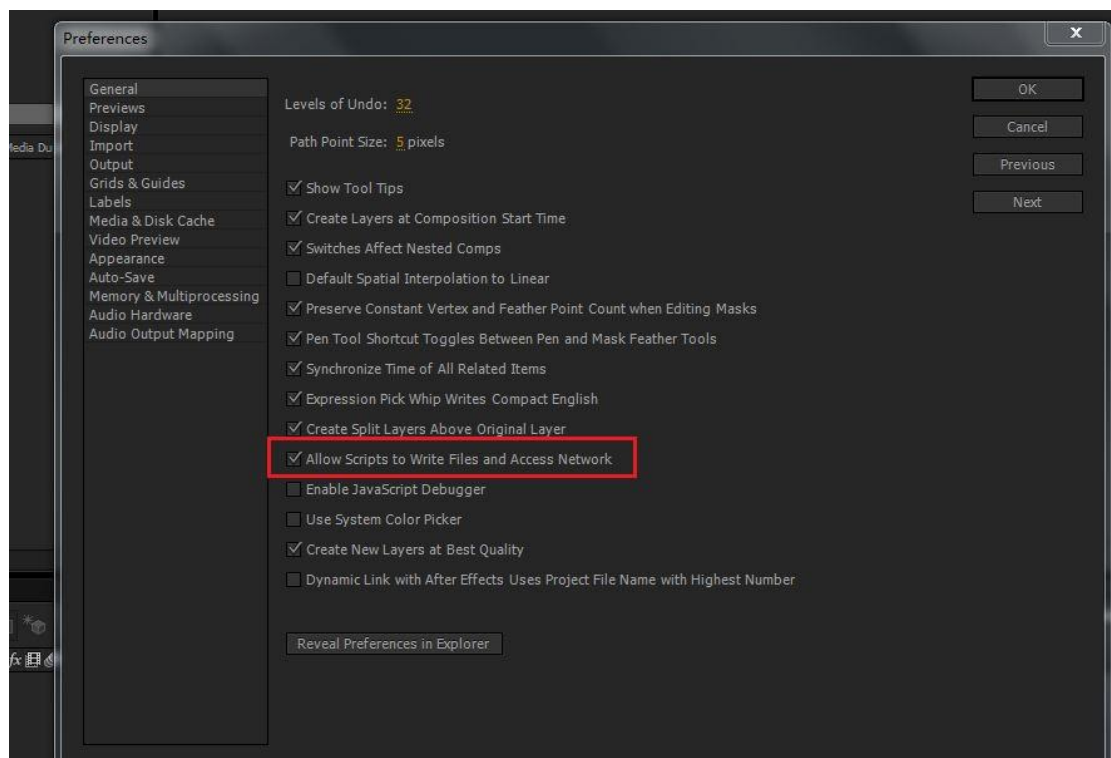 Preferences
X
General
Previews
Display
Import
Output
Grids & Guides
Labels
Media & Disk Cache
Video Preview
Appearance
Auto-Save
Memory & Multiprocessing
Audio Hardware
Audio Output Mapping
Levels of Undo: 32
Path Point Size: 5 pixels
Show Tool Tips
Create Layers at Composition Start Time
Switches Affect Nested Comps
Default Spatial Interpolation to Linear
Preserve Constant Vertex and Feather Point Count when Editing Masks
Pen Tool Shortcut Toggles Between Pen and Mask Feather Tools
Synchronize Time of All Related Items
Expression Pick Whip Writes Compact English
Create Split Layers Above Original Layer
Allow Scripts to Write Files and Access Network
Enable JavaScript Debugger
Use System Color Picker
Create New Layers at Best Quality
Dynamic Link with After Effects Uses Project File Name with Highest Number
Reveal Preferences in Explorer
OK
Cancel
Previous
Next
Media Du
fx